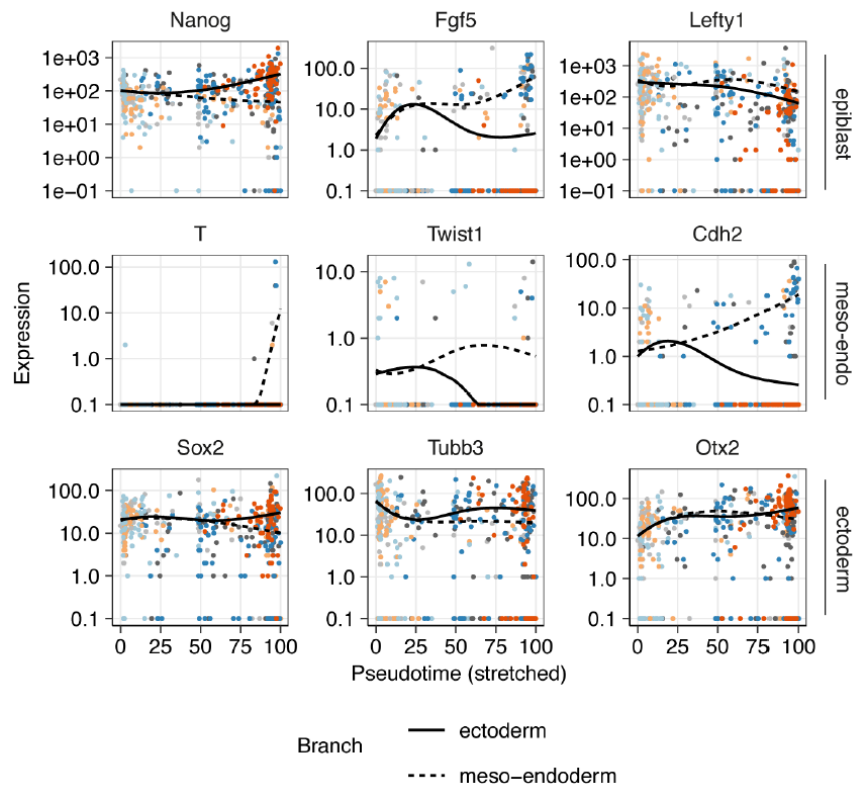 Nanog Fgf5 Lefty1
1e+03 100.0 1e+03
1e+02 10.0 1e+02
1e+01 1e+01
1e+00 1.0 1e+00
1e−01 0.1 1e−01
epiblast
T Twist1 Cdh2
100.0 10.0 100.0
10.0 10.0
1.0 1.0 1.0
0.1 0.1 0.1
meso−endo
Expression
Sox2 Tubb3 Otx2
100.0 100.0 100.0
10.0 10.0 10.0
1.0 1.0 1.0
0.1 0.1 0.1
ectoderm
0 25 50 75 100 0 25 50 75 100 0 25 50 75 100
Pseudotime (stretched)
Branch
ectoderm
meso−endoderm